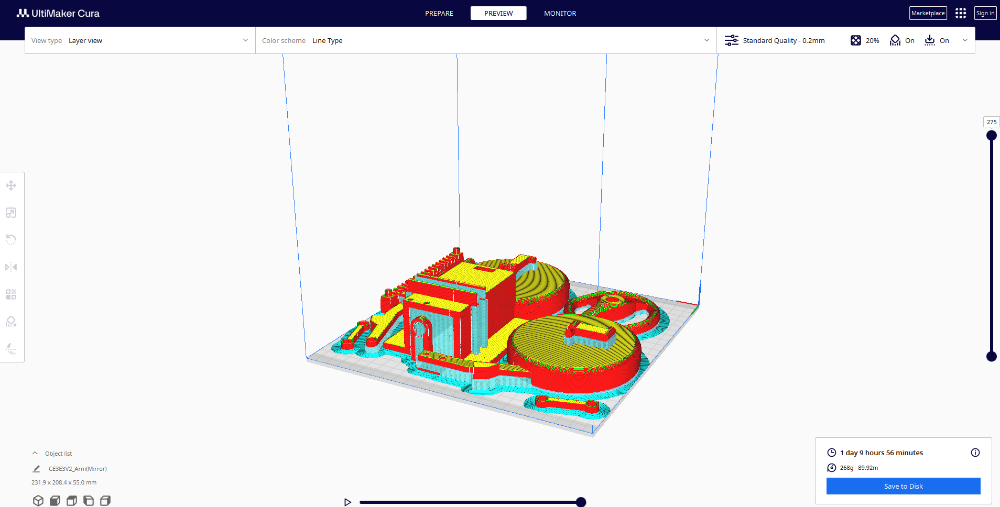 UltiMaker Cura
PREPARE
PREVIEW
MONITOR
Marketplace
Sign in
View type Layer view
Color scheme Line Type
Standard Quality - 0.2mm
20%
On
On
275
Object list
CE3E3V2_Arm(Mirror)
231.9 x 208.4 x 55.0 mm
1 day 9 hours 56 minutes
268g · 89.92m
Save to Disk